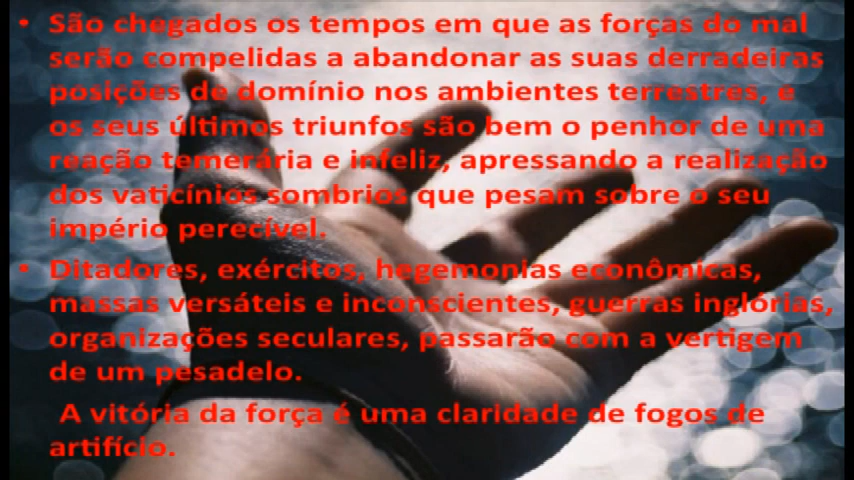 • São chegados os tempos em que as forças do mal
serão compelidas a abandonar as suas derradeiras
posições de domínio nos ambientes terrestres, e
os seus últimos triunfos são bem o penhor de uma
reação temerária e infeliz, apressando a realização
dos vaticínios sombrios que pesam sobre o seu
império perecível.
• Ditadores, exércitos, hegemonias econômicas,
massas versáteis e inconscientes, guerras inglórias,
organizações seculares, passarão com a vertigem
de um pesadelo.
A vitória da força é uma claridade de fogos de
artifício.